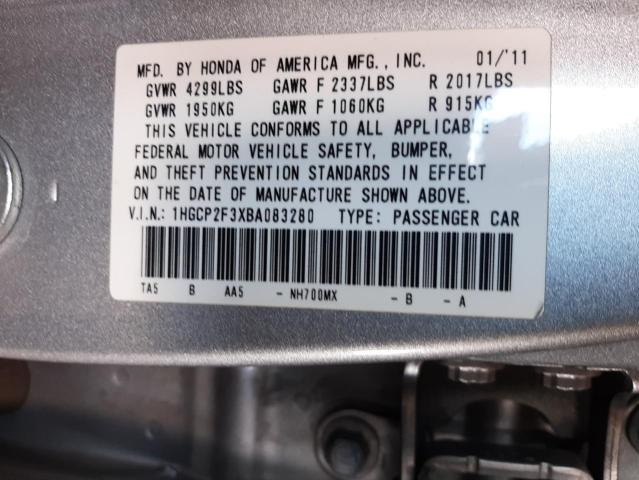 MFD. BY HONDA OF AMERICA MFG., INC. 01/'11
GVWR 4299LBS GAWR F 2337LBS R 2017LBS
GVWR 1950KG GAWR F 1060KG R 915KG
THIS VEHICLE CONFORMS TO ALL APPLICABLE
FEDERAL MOTOR VEHICLE SAFETY, BUMPER,
AND THEFT PREVENTION STANDARDS IN EFFECT
ON THE DATE OF MANUFACTURE SHOWN ABOVE.
V.I.N.: 1HGCP2F3XBA083280 TYPE: PASSENGER CAR
TA5 B AA5 - NH700MX - B - A